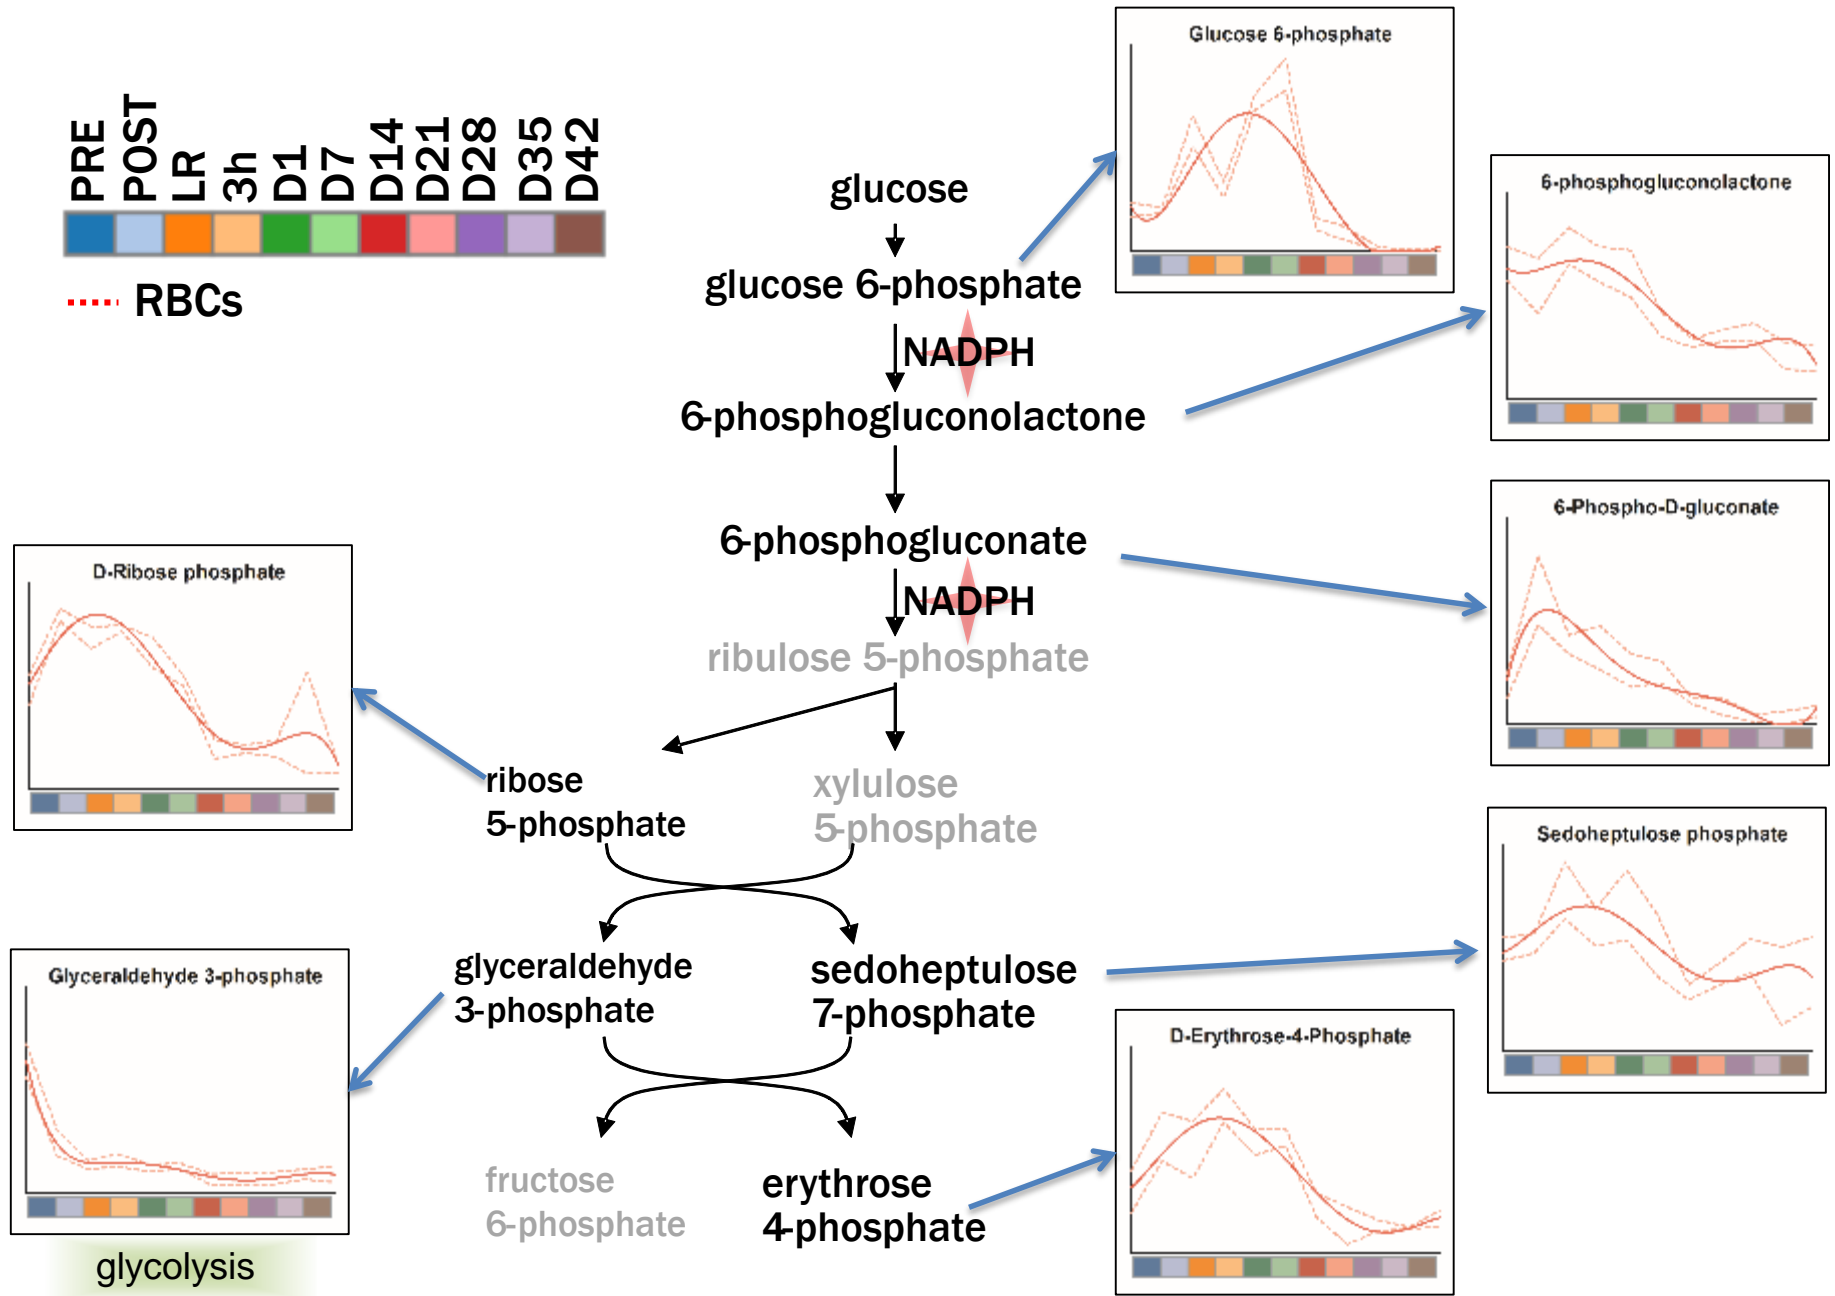 PRE
POST
LR
3h
D1
D7
D14
D21
D28
D35
D42
RBCs
glucose
glucose 6-phosphate
NADPH
6-phosphogluconolactone
6-phosphogluconate
NADPH
ribulose 5-phosphate
ribose
5-phosphate
xylulose
5-phosphate
glyceraldehyde
3-phosphate
sedoheptulose
7-phosphate
fructose
6-phosphate
erythrose
4-phosphate
Glucose 6-phosphate
6-phosphogluconolactone
6-Phospho-D-gluconate
D-Ribose phosphate
Sedoheptulose phosphate
Glyceraldehyde 3-phosphate
D-Erythrose-4-Phosphate
glycolysis